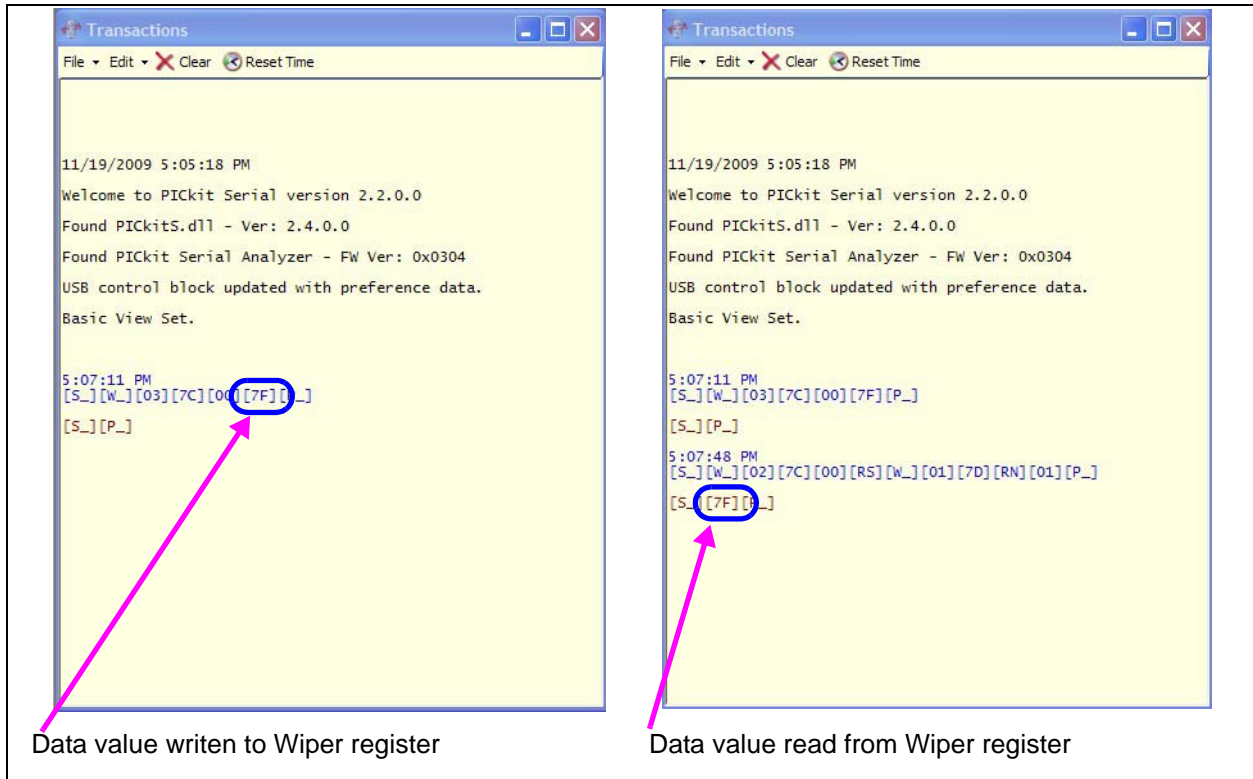 Transactions
File Edit Clear Reset Time
11/19/2009 5:05:18 PM
Welcome to PICkit Serial version 2.2.0.0
Found PICkitS.dll - Ver: 2.4.0.0
Found PICkit Serial Analyzer - FW Ver: 0x0304
USB control block updated with preference data.
Basic View Set.
5:07:11 PM
[S_][W_][03][7C][00][7F][P_]
[S_][P_]
Data value writen to Wiper register
Transactions
File Edit Clear Reset Time
11/19/2009 5:05:18 PM
Welcome to PICkit Serial version 2.2.0.0
Found PICkitS.dll - Ver: 2.4.0.0
Found PICkit Serial Analyzer - FW Ver: 0x0304
USB control block updated with preference data.
Basic View Set.
5:07:11 PM
[S_][W_][03][7C][00][7F][P_]
[S_][P_]
5:07:48 PM
[S_][W_][02][7C][00][RS][W_][01][7D][RN][01][P_]
[S_][7F][P_]
Data value read from Wiper register